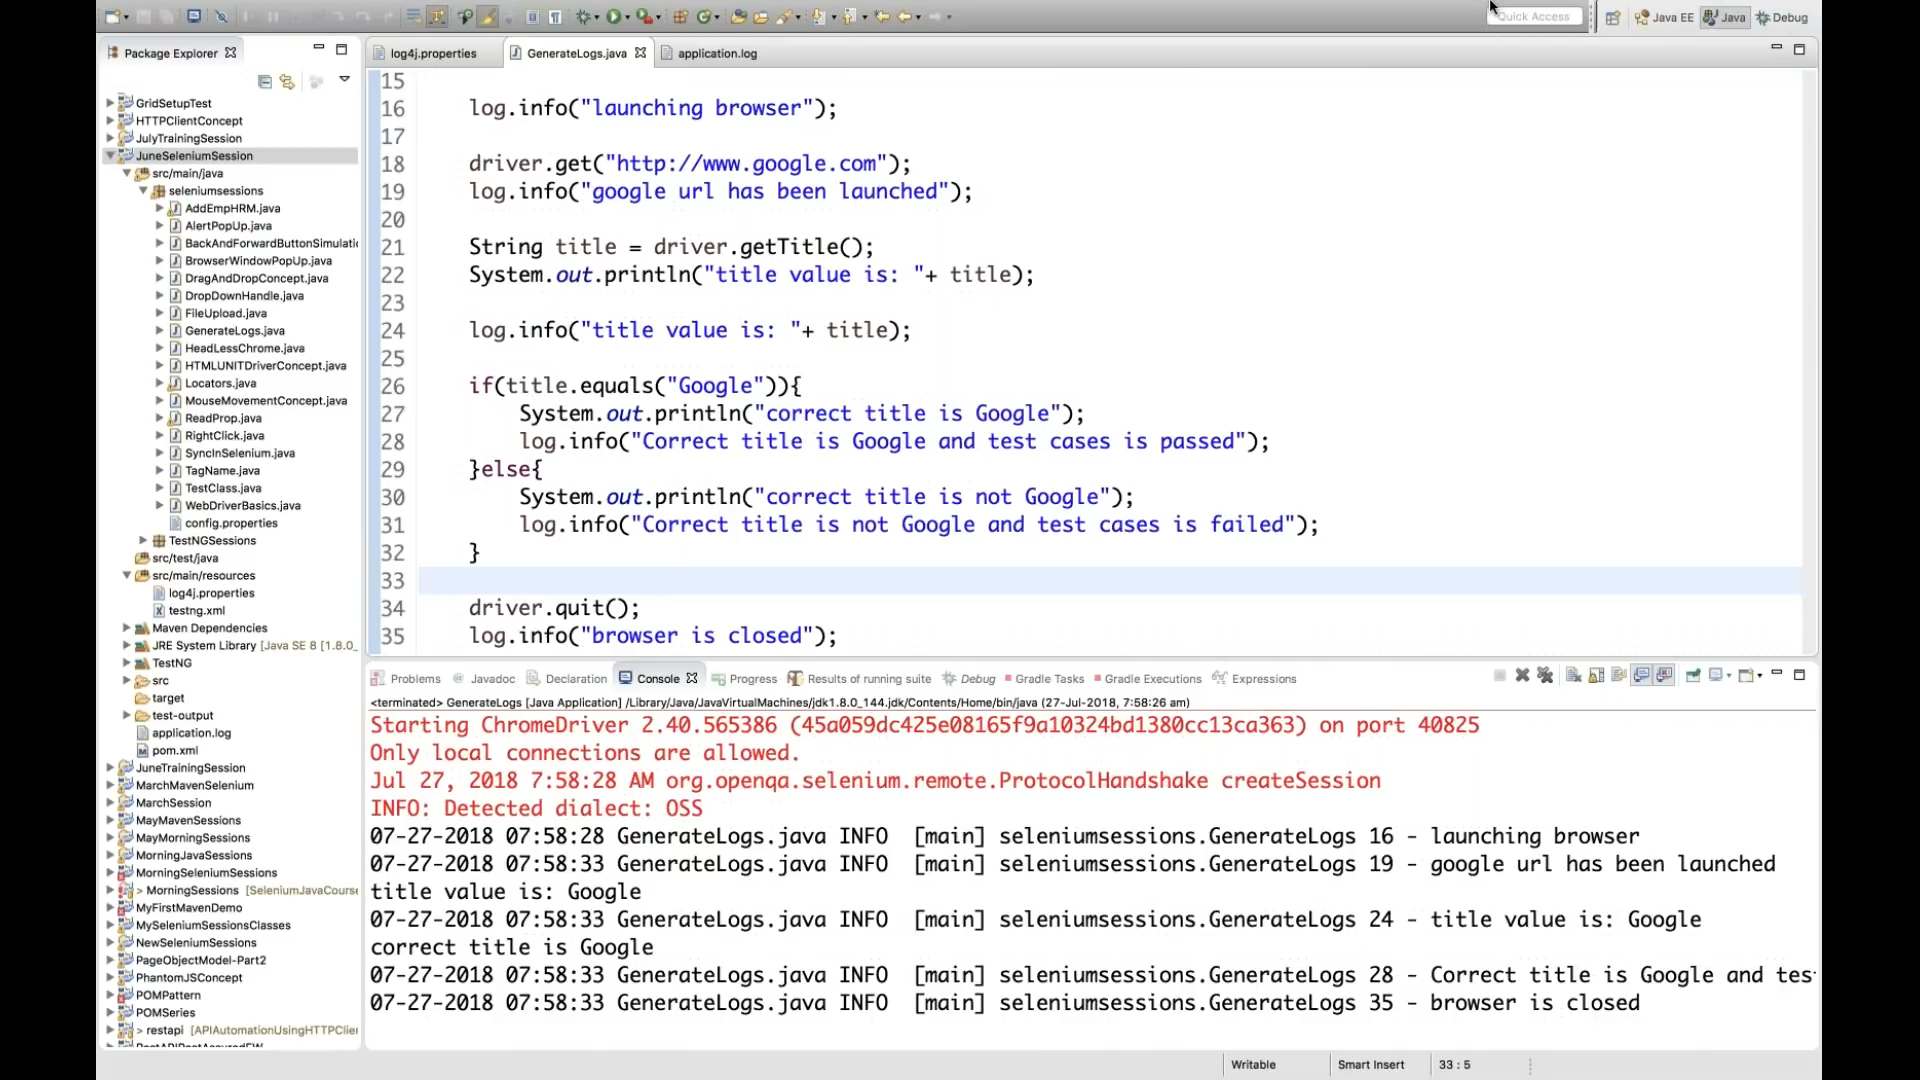 Quick Access
Java EE
Java
Debug
Package Explorer
log4j.properties
GenerateLogs.java
application.log
GridSetupTest
HTTPClientConcept
JulyTrainingSession
JuneSeleniumSession
src/main/java
seleniumsessions
AddEmpHRM.java
AlertPopUp.java
BackAndForwardButtonSimulati
BrowserWindowPopUp.java
DragAndDropConcept.java
DropDownHandle.java
FileUpload.java
GenerateLogs.java
HeadLessChrome.java
HTMLUNITDriverConcept.java
Locators.java
MouseMovementConcept.java
ReadProp.java
RightClick.java
SyncInSelenium.java
TagName.java
TestClass.java
WebDriverBasics.java
config.properties
TestNGSessions
src/test/java
src/main/resources
log4j.properties
testng.xml
Maven Dependencies
JRE System Library [Java SE 8 [1.8.0_
TestNG
src
target
test-output
application.log
pom.xml
JuneTrainingSession
MarchMavenSelenium
MarchSession
MayMavenSessions
MayMorningSessions
MorningJavaSessions
MorningSeleniumSessions
> MorningSessions [SeleniumJavaCourse
MyFirstMavenDemo
MySeleniumSessionsClasses
NewSeleniumSessions
PageObjectModel-Part2
PhantomJSConcept
POMPattern
POMSeries
> restapi [APIAutomationUsingHTTPClie
15
16 log.info("launching browser");
17
18 driver.get("http://www.google.com");
19 log.info("google url has been launched");
20
21 String title = driver.getTitle();
22 System.out.println("title value is: "+ title);
23
24 log.info("title value is: "+ title);
25
26 if(title.equals("Google")){
27 System.out.println("correct title is Google");
28 log.info("Correct title is Google and test cases is passed");
29 }else{
30 System.out.println("correct title is not Google");
31 log.info("Correct title is not Google and test cases is failed");
32 }
33
34 driver.quit();
35 log.info("browser is closed");
Problems @ Javadoc Declaration Console Progress Results of running suite Debug Gradle Tasks Gradle Executions Expressions
<terminated> GenerateLogs [Java Application] /Library/Java/JavaVirtualMachines/jdk1.8.0_144.jdk/Contents/Home/bin/java (27-Jul-2018, 7:58:26 am)
Starting ChromeDriver 2.40.565386 (45a059dc425e08165f9a10324bd1380cc13ca363) on port 40825
Only local connections are allowed.
Jul 27, 2018 7:58:28 AM org.openqa.selenium.remote.ProtocolHandshake createSession
INFO: Detected dialect: OSS
07-27-2018 07:58:28 GenerateLogs.java INFO [main] seleniumsessions.GenerateLogs 16 - launching browser
07-27-2018 07:58:33 GenerateLogs.java INFO [main] seleniumsessions.GenerateLogs 19 - google url has been launched
title value is: Google
07-27-2018 07:58:33 GenerateLogs.java INFO [main] seleniumsessions.GenerateLogs 24 - title value is: Google
correct title is Google
07-27-2018 07:58:33 GenerateLogs.java INFO [main] seleniumsessions.GenerateLogs 28 - Correct title is Google and tes
07-27-2018 07:58:33 GenerateLogs.java INFO [main] seleniumsessions.GenerateLogs 35 - browser is closed
Writable
Smart Insert
33 : 5